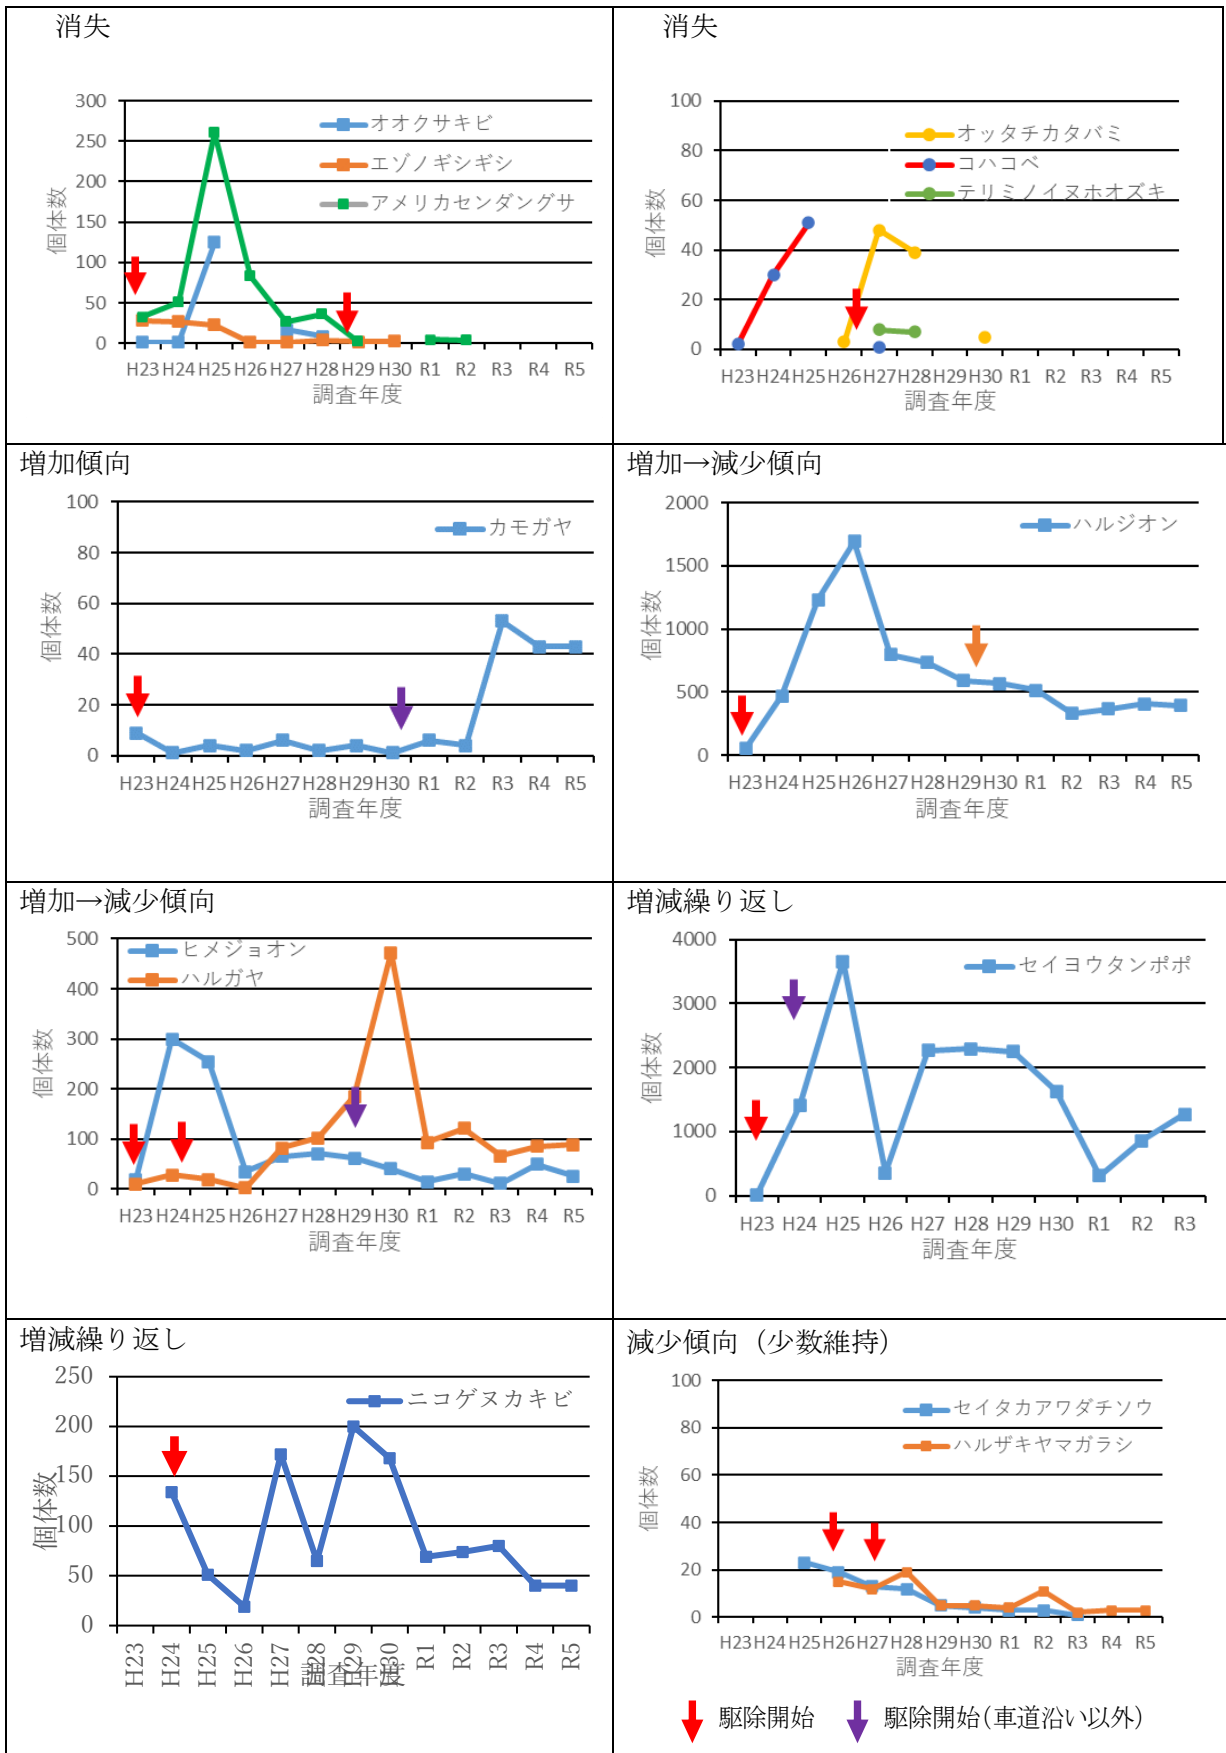 消失
300
250
200
150
100
50
0
個体数
オオクサキビ
エゾノギシギシ
アメリカセンダングサ
H23 H24 H25 H26 H27 H28 H29 H30 R1 R2 R3 R4 R5
調査年度
消失
100
80
60
40
20
0
個体数
オッタチカタバミ
コハコベ
テリミノイヌホオズキ
H23 H24 H25 H26 H27 H28 H29 H30 R1 R2 R3 R4 R5
調査年度
増加傾向
100
80
60
40
20
0
個体数
カモガヤ
H23 H24 H25 H26 H27 H28 H29 H30 R1 R2 R3 R4 R5
調査年度
増加→減少傾向
2000
1500
1000
500
0
個体数
ハルジオン
H23 H24 H25 H26 H27 H28 H29 H30 R1 R2 R3 R4 R5
調査年度
増加→減少傾向
500
400
300
200
100
0
個体数
ヒメジョオン
ハルガヤ
H23 H24 H25 H26 H27 H28 H29 H30 R1 R2 R3 R4 R5
調査年度
増減繰り返し
4000
3000
2000
1000
0
個体数
セイヨウタンポポ
H23 H24 H25 H26 H27 H28 H29 H30 R1 R2 R3
調査年度
増減繰り返し
250
200
150
100
50
0
個体数
ニコゲヌカキビ
H23 H24 H25 H26 H27 H28 H29 H30 R1 R2 R3 R4 R5
調査年度
減少傾向（少数維持）
100
80
60
40
20
0
個体数
セイタカアワダチソウ
ハルザキヤマガラシ
H23 H24 H25 H26 H27 H28 H29 H30 R1 R2 R3 R4 R5
調査年度
駆除開始 駆除開始(車道沿い以外)